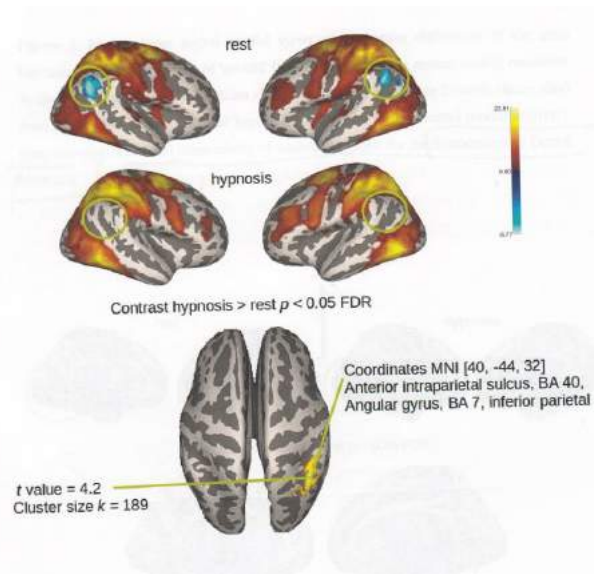 rest
hypnosis
Contrast hypnosis > rest p < 0.05 FDR
Coordinates MNI [40, -44, 32]
Anterior intraparietal sulcus, BA 40,
Angular gyrus, BA 7, inferior parietal
t value = 4.2
Cluster size k = 189